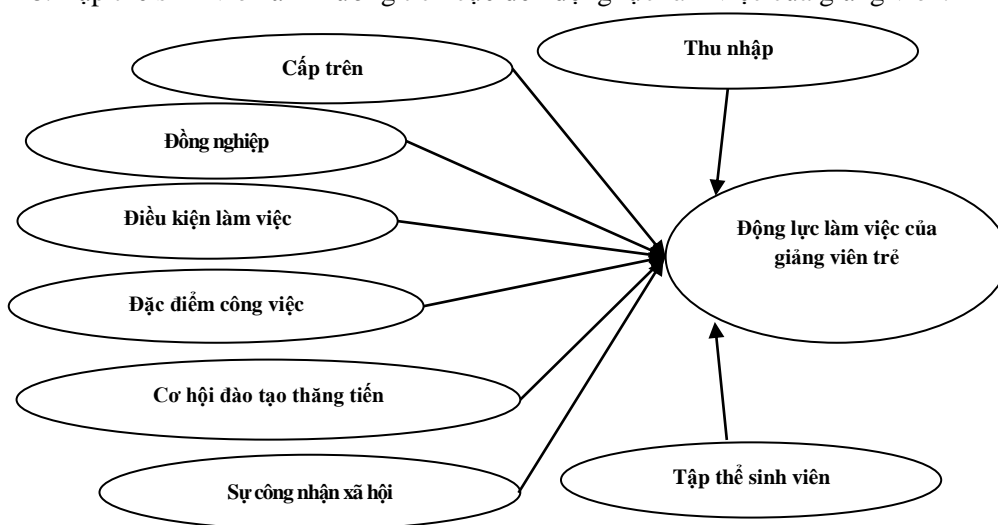 Thu nhập
Cấp trên
Đồng nghiệp
Điều kiện làm việc
Động lực làm việc của
giảng viên trẻ
Đặc điểm công việc
Cơ hội đào tạo thăng tiến
Tập thể sinh viên
Sự công nhận xã hội